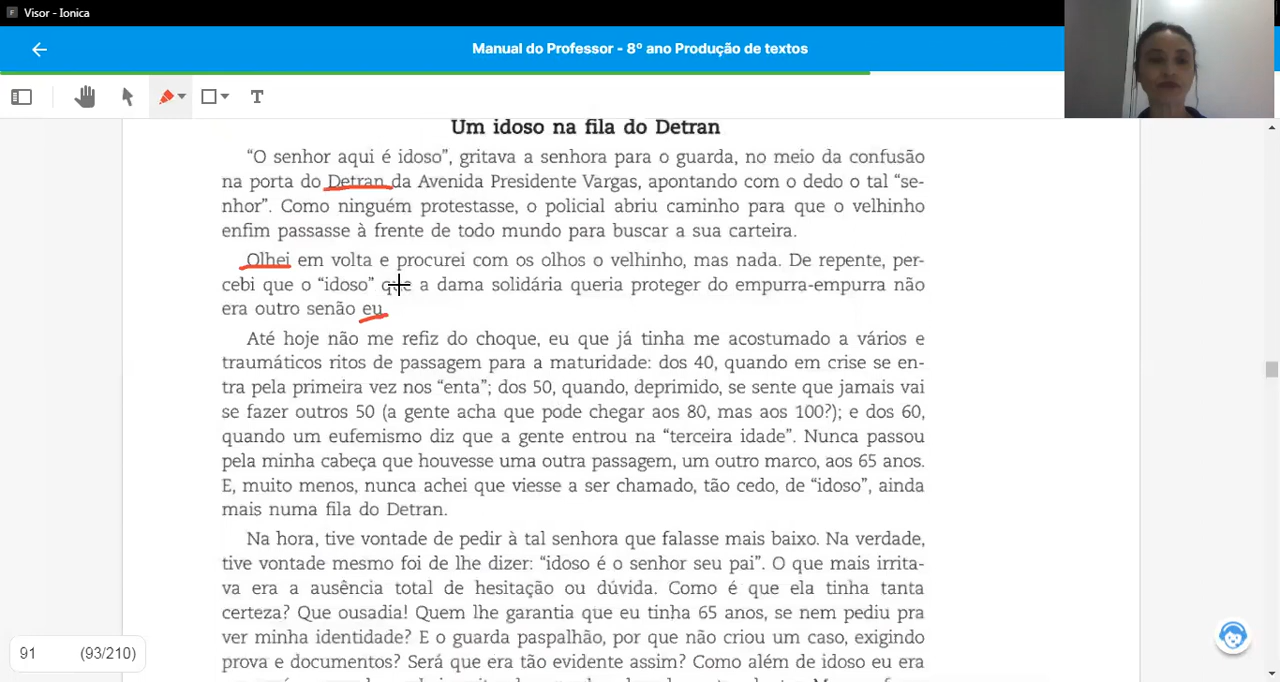 Visor - Ionica
Manual do Professor - 8º ano Produção de textos
T
Um idoso na fila do Detran
“O senhor aqui é idoso”, gritava a senhora para o guarda, no meio da confusão
na porta do Detran da Avenida Presidente Vargas, apontando com o dedo o tal “se-
nhor”. Como ninguém protestasse, o policial abriu caminho para que o velhinho
enfim passasse à frente de todo mundo para buscar a sua carteira.
Olhei em volta e procurei com os olhos o velhinho, mas nada. De repente, per-
cebi que o “idoso” que a dama solidária queria proteger do empurra-empurra não
era outro senão eu.
Até hoje não me refiz do choque, eu que já tinha me acostumado a vários e
traumáticos ritos de passagem para a maturidade: dos 40, quando em crise se en-
tra pela primeira vez nos “enta”; dos 50, quando, deprimido, se sente que jamais vai
se fazer outros 50 (a gente acha que pode chegar aos 80, mas aos 100?); e dos 60,
quando um eufemismo diz que a gente entrou na “terceira idade”. Nunca passou
pela minha cabeça que houvesse uma outra passagem, um outro marco, aos 65 anos.
E, muito menos, nunca achei que viesse a ser chamado, tão cedo, de “idoso”, ainda
mais numa fila do Detran.
Na hora, tive vontade de pedir à tal senhora que falasse mais baixo. Na verdade,
tive vontade mesmo foi de lhe dizer: “idoso é o senhor seu pai”. O que mais irrita-
va era a ausência total de hesitação ou dúvida. Como é que ela tinha tanta
certeza? Que ousadia! Quem lhe garantia que eu tinha 65 anos, se nem pediu pra
ver minha identidade? E o guarda paspalhão, por que não criou um caso, exigindo
prova e documentos? Será que era tão evidente assim? Como além de idoso eu era
91 (93/210)